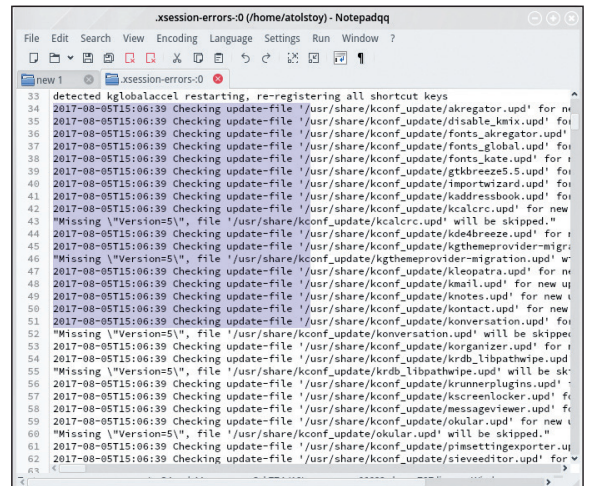 .xsession-errors-:0 (/home/atolstoy) - Notepadqq
File Edit Search View Encoding Language Settings Run Window ?
new 1 .xsession-errors-:0
33 detected kglobalaccel restarting, re-registering all shortcut keys
34 2017-08-05T15:06:39 Checking update-file '/usr/share/kconf_update/akregator.upd' for ne
35 2017-08-05T15:06:39 Checking update-file '/usr/share/kconf_update/disable_kmix.upd' for
36 2017-08-05T15:06:39 Checking update-file '/usr/share/kconf_update/fonts_akregator.upd'
37 2017-08-05T15:06:39 Checking update-file '/usr/share/kconf_update/fonts_global.upd' for
38 2017-08-05T15:06:39 Checking update-file '/usr/share/kconf_update/fonts_kate.upd' for
39 2017-08-05T15:06:39 Checking update-file '/usr/share/kconf_update/gtkbreeze5.5.upd' for
40 2017-08-05T15:06:39 Checking update-file '/usr/share/kconf_update/importwizard.upd' for
41 2017-08-05T15:06:39 Checking update-file '/usr/share/kconf_update/kaddressbook.upd' for
42 2017-08-05T15:06:39 Checking update-file '/usr/share/kconf_update/kcalcrc.upd' for new
43 "Missing \"Version=5\", file '/usr/share/kconf_update/kcalcrc.upd' will be skipped."
44 2017-08-05T15:06:39 Checking update-file '/usr/share/kconf_update/kde4breeze.upd' for
45 2017-08-05T15:06:39 Checking update-file '/usr/share/kconf_update/kgthemeprovider-migra
46 "Missing \"Version=5\", file '/usr/share/kconf_update/kgthemeprovider-migration.upd'
47 2017-08-05T15:06:39 Checking update-file '/usr/share/kconf_update/kleopatra.upd' for ne
48 2017-08-05T15:06:39 Checking update-file '/usr/share/kconf_update/kmail.upd' for new up
49 2017-08-05T15:06:39 Checking update-file '/usr/share/kconf_update/knotes.upd' for new
50 2017-08-05T15:06:39 Checking update-file '/usr/share/kconf_update/kontact.upd' for new
51 2017-08-05T15:06:39 Checking update-file '/usr/share/kconf_update/konversation.upd' for
52 "Missing \"Version=5\", file '/usr/share/kconf_update/konversation.upd' will be skipped
53 2017-08-05T15:06:39 Checking update-file '/usr/share/kconf_update/korganizer.upd' for
54 2017-08-05T15:06:39 Checking update-file '/usr/share/kconf_update/krdb_libpathwipe.upd
55 "Missing \"Version=5\", file '/usr/share/kconf_update/krdb_libpathwipe.upd' will be
56 2017-08-05T15:06:39 Checking update-file '/usr/share/kconf_update/krunnerplugins.upd'
57 2017-08-05T15:06:39 Checking update-file '/usr/share/kconf_update/kscreenlocker.upd'
58 2017-08-05T15:06:39 Checking update-file '/usr/share/kconf_update/messageviewer.upd'
59 2017-08-05T15:06:39 Checking update-file '/usr/share/kconf_update/okular.upd' for new
60 "Missing \"Version=5\", file '/usr/share/kconf_update/okular.upd' will be skipped."
61 2017-08-05T15:06:39 Checking update-file '/usr/share/kconf_update/pimsettingexporter.
62 2017-08-05T15:06:39 Checking update-file '/usr/share/kconf_update/sieveeditor.upd' for
63